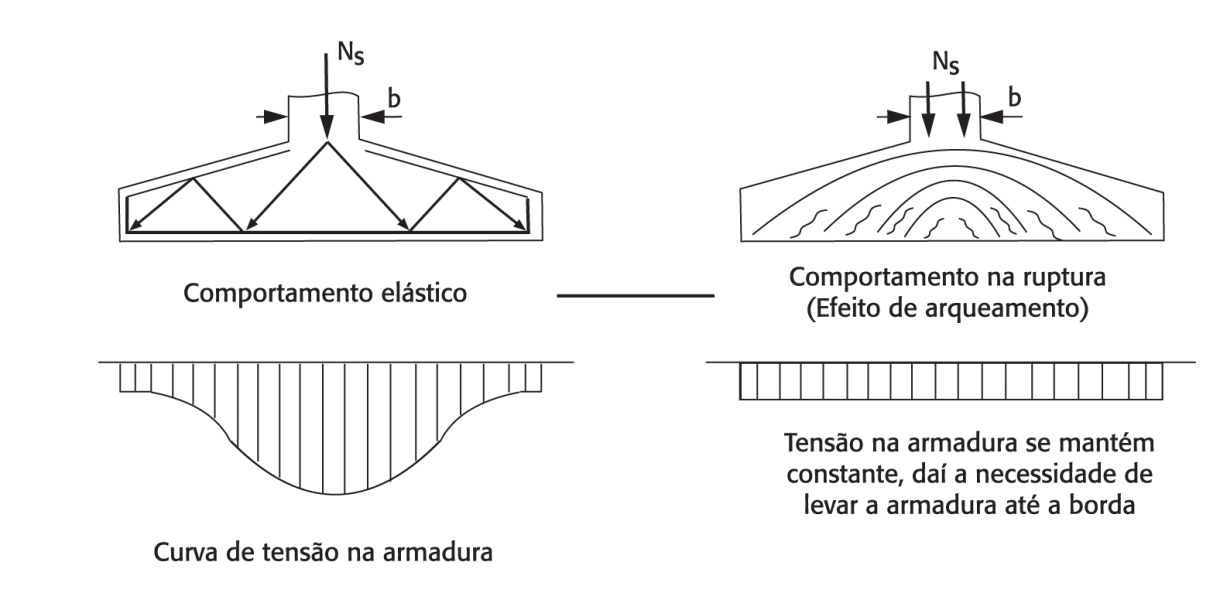 Ns
b
Comportamento elástico
Curva de tensão na armadura
Ns
b
Comportamento na ruptura
(Efeito de arqueamento)
Tensão na armadura se mantém
constante, daí a necessidade de
levar a armadura até a borda